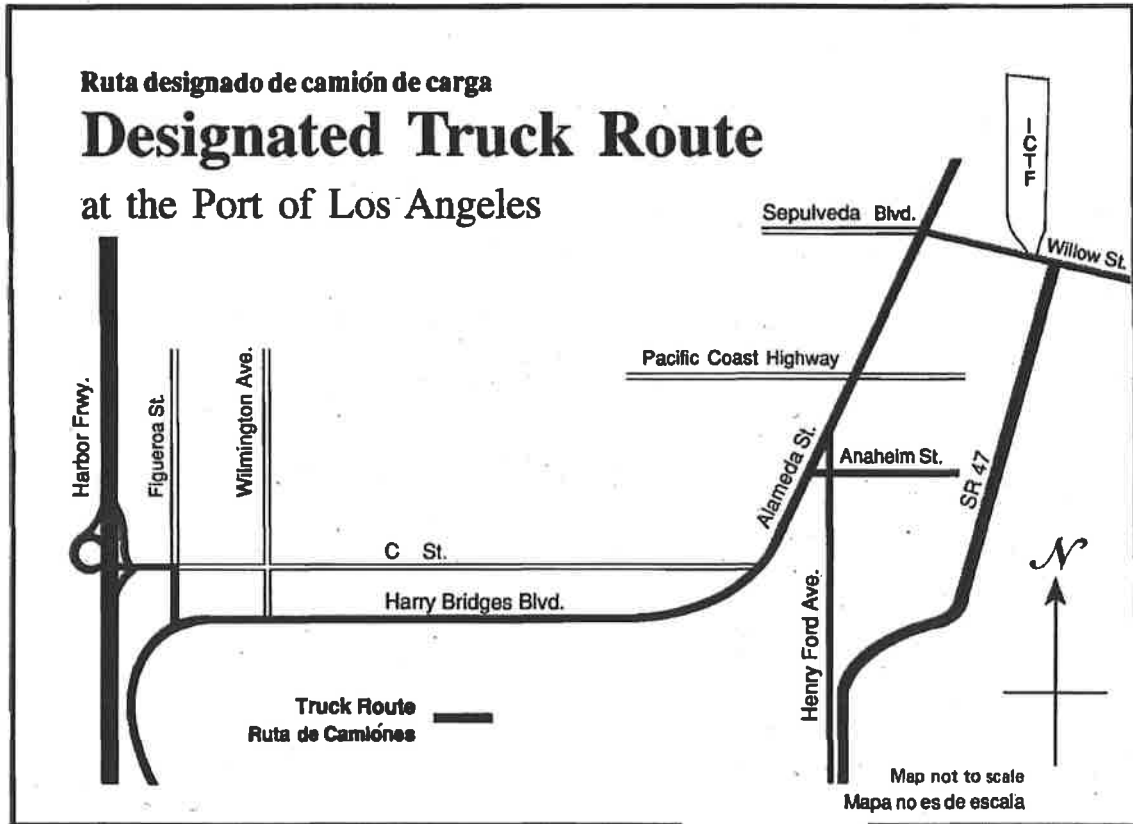 Ruta designado de camión de carga
Designated Truck Route
at the Port of Los Angeles
ICTF
Sepulveda Blvd.
Willow St.
Pacific Coast Highway
Harbor Frwy.
Figueroa St.
Wilmington Ave.
Alameda St.
Anaheim St.
SR 47
C St.
Harry Bridges Blvd.
Henry Ford Ave.
N
Truck Route
Ruta de Camiónes
Map not to scale
Mapa no es de escala